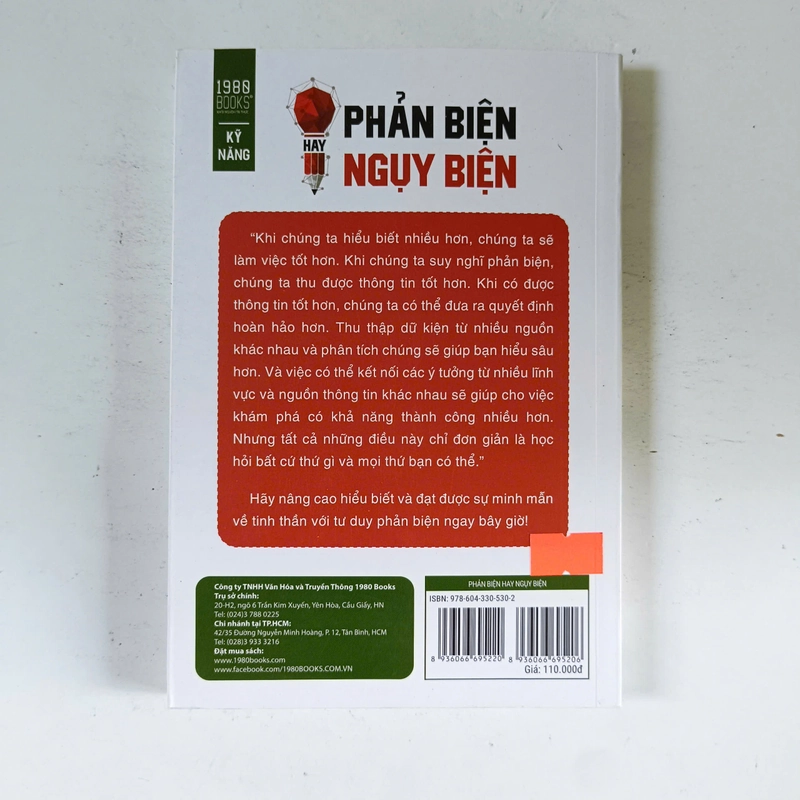 1980
BOOKS
KỸ
NĂNG
HAY
PHẢN BIỆN
NGỤY BIỆN
“Khi chúng ta hiểu biết nhiều hơn, chúng ta sẽ
làm việc tốt hơn. Khi chúng ta suy nghĩ phản biện,
chúng ta thu được thông tin tốt hơn. Khi có được
thông tin tốt hơn, chúng ta có thể đưa ra quyết định
hoàn hảo hơn. Thu thập dữ kiện từ nhiều nguồn
khác nhau và phân tích chúng sẽ giúp bạn hiểu sâu
hơn. Và việc có thể kết nối các ý tưởng từ nhiều lĩnh
vực và nguồn thông tin khác nhau sẽ giúp cho việc
khám phá có khả năng thành công nhiều hơn.
Nhưng tất cả những điều này chỉ đơn giản là học
hỏi bất cứ thứ gì và mọi thứ bạn có thể.”
Hãy nâng cao hiểu biết và đạt được sự minh mẫn
về tinh thần với tư duy phản biện ngay bây giờ!
Công ty TNHH Văn Hóa và Truyền Thông 1980 Books
Trụ sở chính:
20-H2, ngõ 6 Trần Kim Xuyến, Yên Hòa, Cầu Giấy, HN
Tel: (024)3 788 0225
Chi nhánh tại TP.HCM:
42/35 Đường Nguyễn Minh Hoàng, P. 12, Tân Bình, HCM
Tel: (028)3 933 3216
Đặt mua sách:
www.1980books.com
www.facebook.com/1980BOOKS.COM.VN
PHẢN BIỆN HAY NGỤY BIỆN
ISBN: 978-604-330-530-2
8 936066 695220 8 936066 695206
Giá: 110.000đ